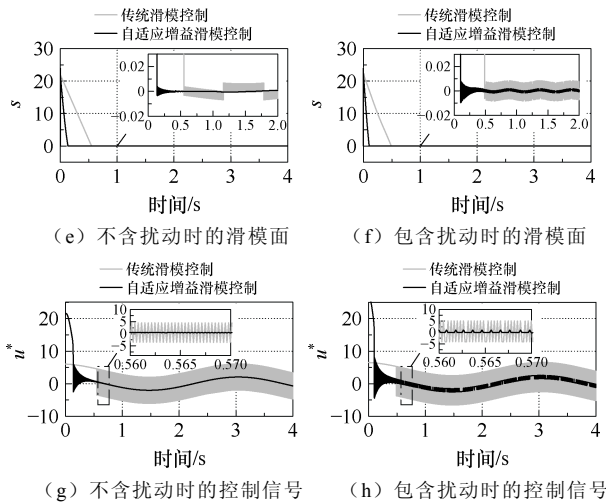 传统滑模控制
自适应增益滑模控制
传统滑模控制
自适应增益滑模控制
30
20
10
0
-10
s
0.02
0
-0.02
0 0.5 1.0 1.5 2.0
0 1 2 3 4
时间/s
(e) 不含扰动时的滑模面
30
20
10
0
-10
s
0.02
0
-0.02
0 0.5 1.0 1.5 2.0
0 1 2 3 4
时间/s
(f) 包含扰动时的滑模面
传统滑模控制
自适应增益滑模控制
传统滑模控制
自适应增益滑模控制
20
10
0
-10
u*
10
5
0
-5
0.560 0.565 0.570
0 1 2 3 4
时间/s
(g) 不含扰动时的控制信号
20
10
0
-10
u*
10
5
0
-5
0.560 0.565 0.570
0 1 2 3 4
时间/s
(h) 包含扰动时的控制信号